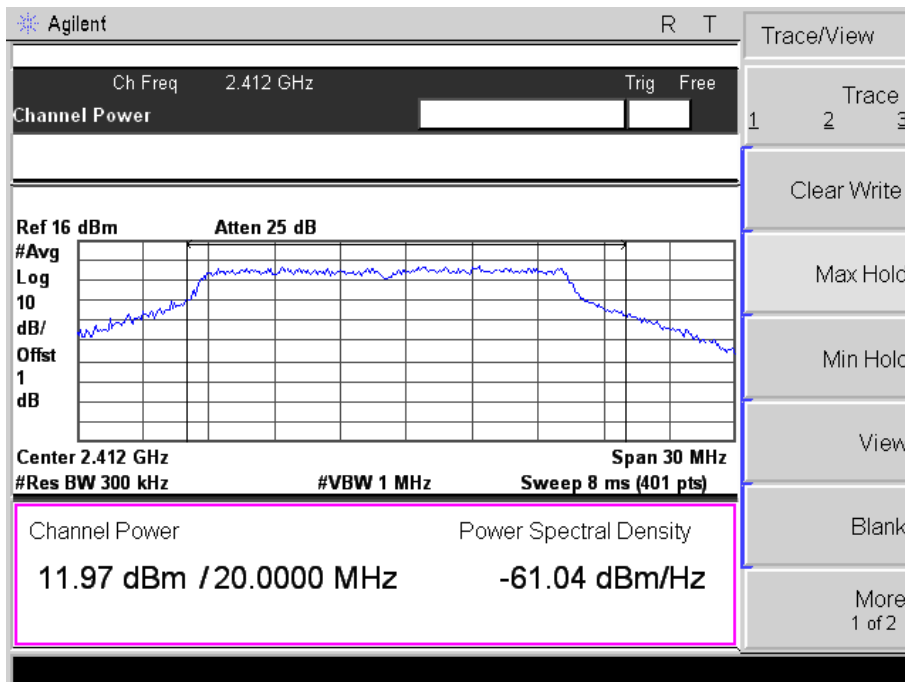 Agilent R T
Ch Freq 2.412 GHz Trig Free
Channel Power
Ref 16 dBm Atten 25 dB
#Avg
Log
10
dB/
Offst
1
dB
Center 2.412 GHz Span 30 MHz
#Res BW 300 kHz #VBW 1 MHz Sweep 8 ms (401 pts)
Channel Power Power Spectral Density
11.97 dBm / 20.0000 MHz -61.04 dBm/Hz
Trace/View
Trace
1 2 3
Clear Write
Max Hold
Min Hold
View
Blank
More
1 of 2